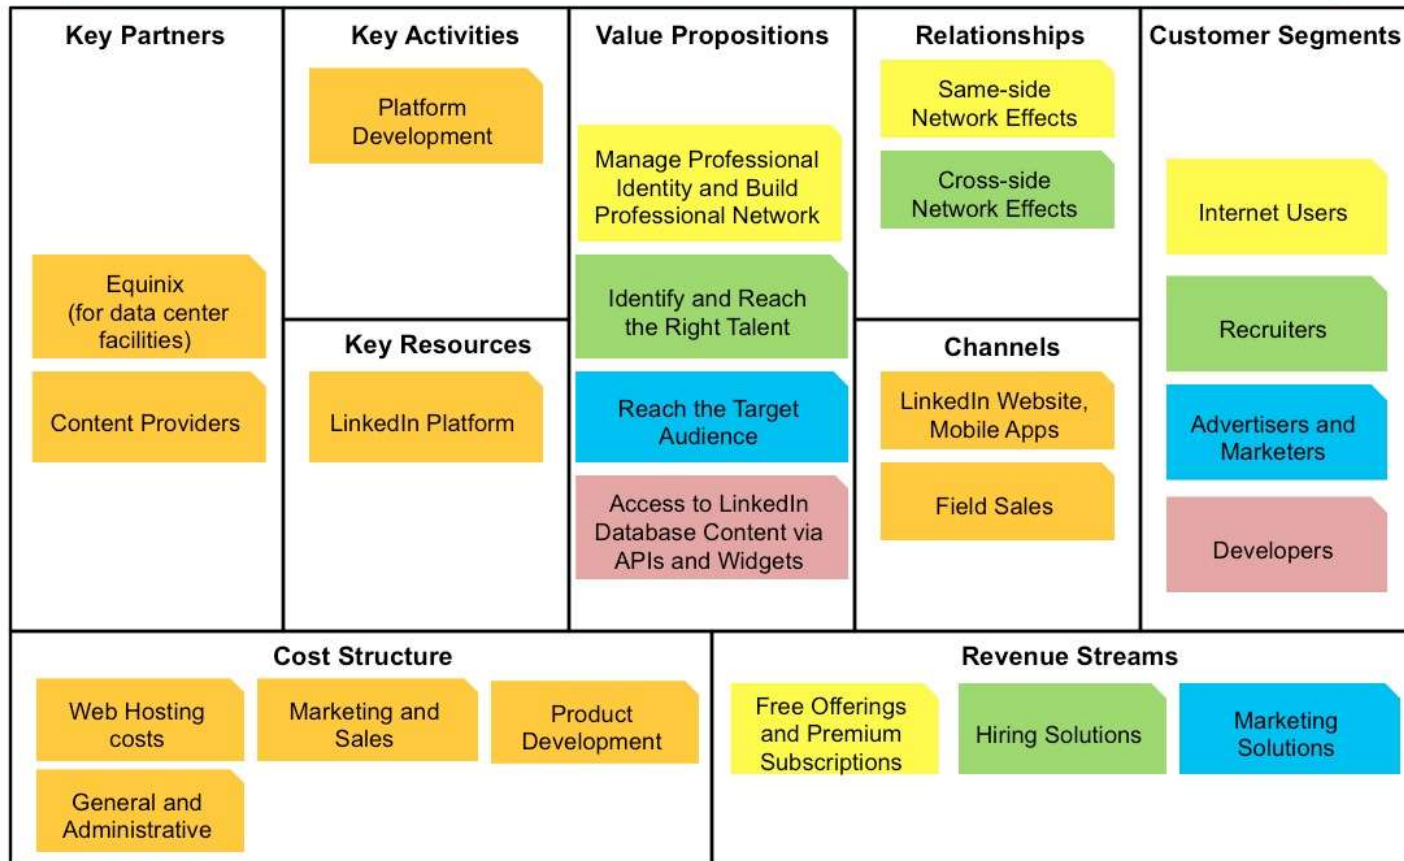 Key Partners
Equinix
(for data center
facilities)
Content Providers
Key Activities
Platform
Development
Key Resources
LinkedIn Platform
Value Propositions
Manage Professional
Identity and Build
Professional Network
Identify and Reach
the Right Talent
Reach the Target
Audience
Access to LinkedIn
Database Content via
APIs and Widgets
Relationships
Same-side
Network Effects
Cross-side
Network Effects
Channels
LinkedIn Website,
Mobile Apps
Field Sales
Customer Segments
Internet Users
Recruiters
Advertisers and
Marketers
Developers
Cost Structure
Web Hosting
costs
Marketing and
Sales
Product
Development
General and
Administrative
Revenue Streams
Free Offerings
and Premium
Subscriptions
Hiring Solutions
Marketing
Solutions